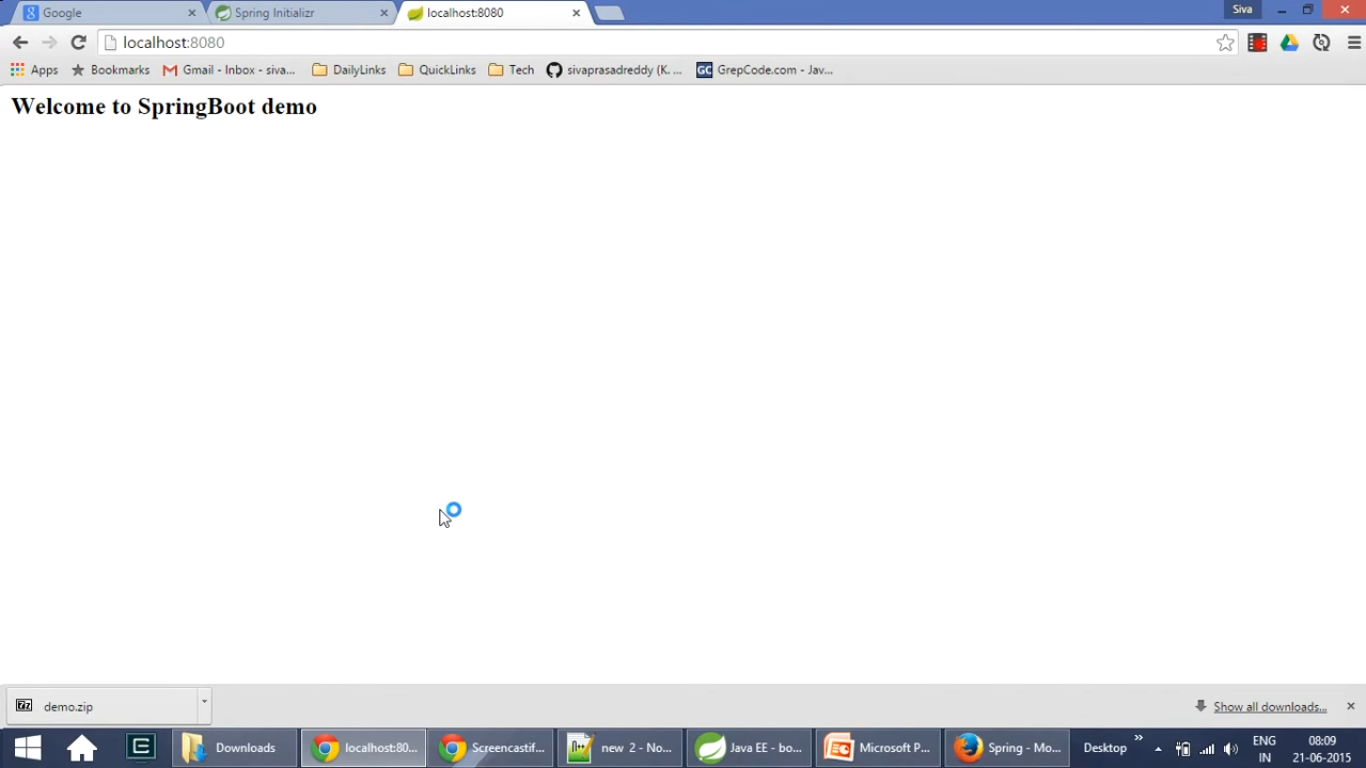 Google
Spring Initializr
localhost:8080
Siva
localhost:8080
Apps
Bookmarks
Gmail - Inbox - siva...
DailyLinks
QuickLinks
Tech
sivaprasadreddy (K. ...
GC
GrepCode.com - Jav...
Welcome to SpringBoot demo
demo.zip
Show all downloads...
Downloads
localhost:80...
Screencastif...
new 2 - No...
Java EE - bo...
Microsoft P...
Spring - Mo...
Desktop
ENG
IN
08:09
21-06-2015